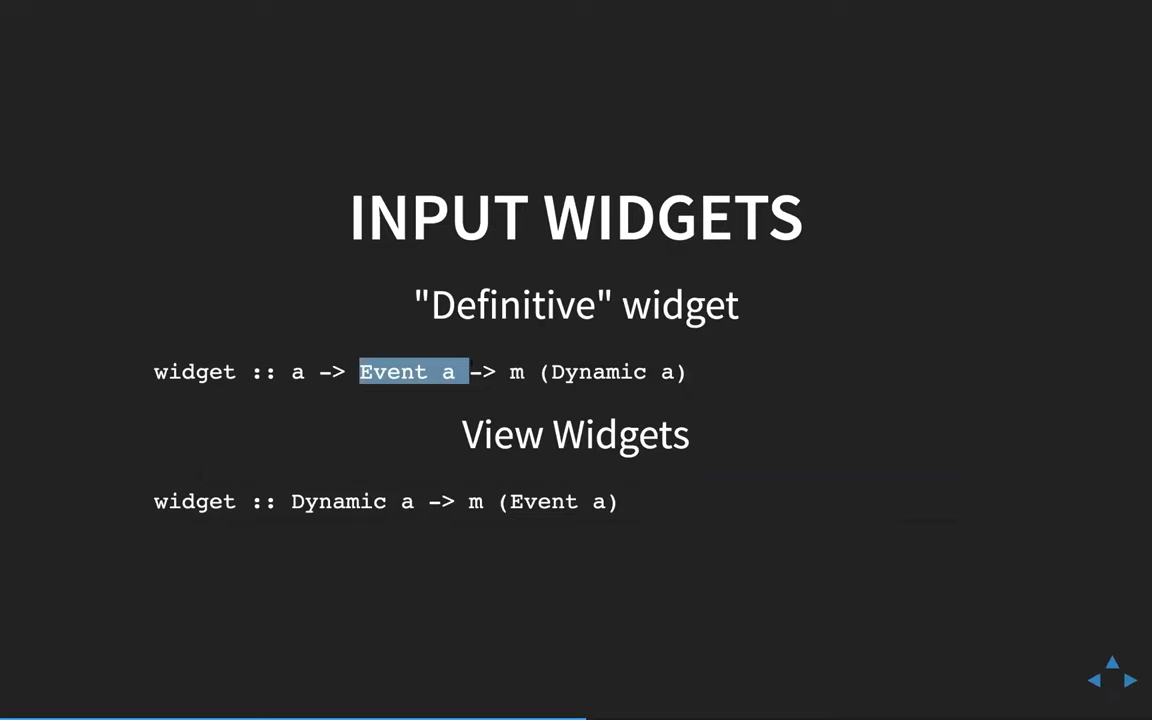 INPUT WIDGETS
"Definitive" widget
widget :: a -> Event a -> m (Dynamic a)
View Widgets
widget :: Dynamic a -> m (Event a)